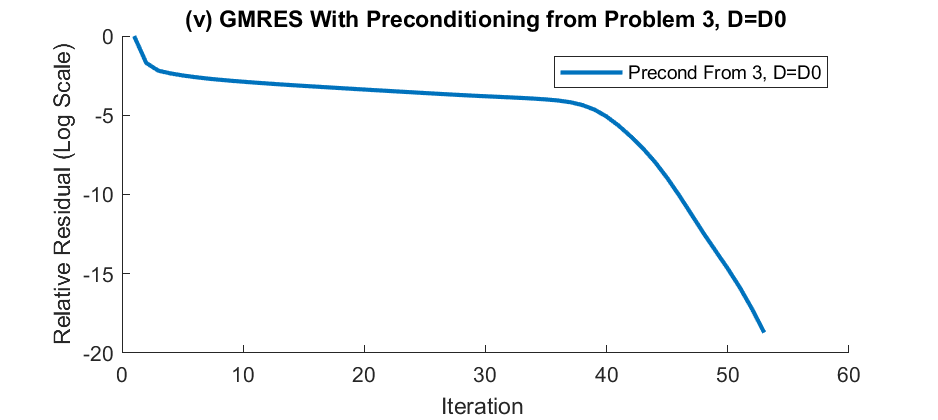 (v) GMRES With Preconditioning from Problem 3, D=D0
Precond From 3, D=D0
Relative Residual (Log Scale)
0
-5
-10
-15
-20
0 10 20 30 40 50 60
Iteration